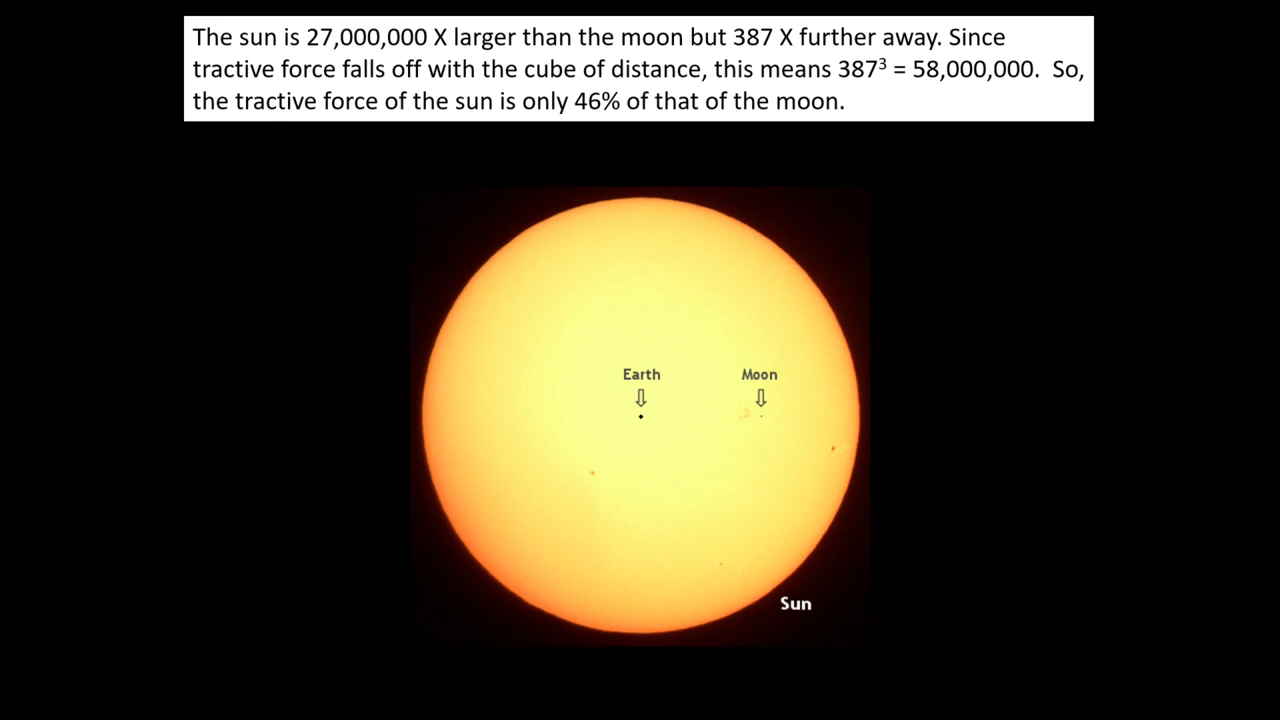 The sun is 27,000,000 X larger than the moon but 387 X further away. Since
tractive force falls off with the cube of distance, this means 387³ = 58,000,000.  So,
the tractive force of the sun is only 46% of that of the moon.
Earth
Moon
Sun